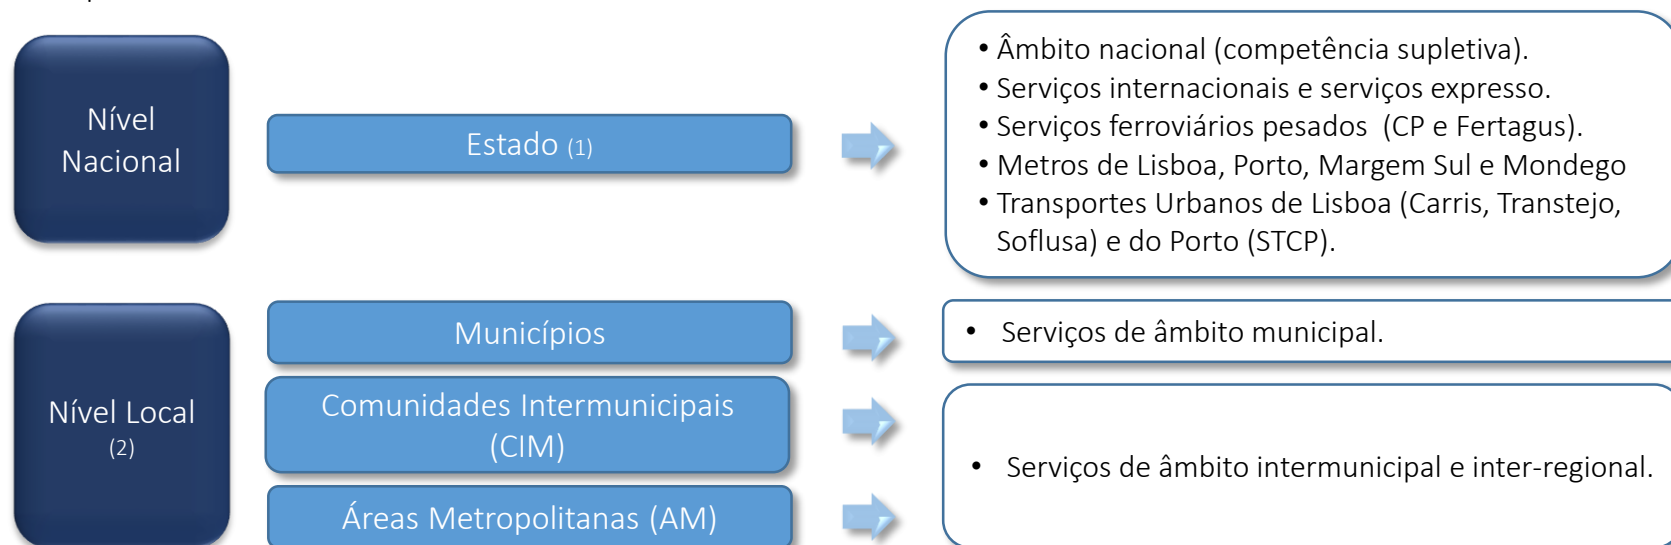 Nível
Nacional
Estado (1)
• Âmbito nacional (competência supletiva).
• Serviços internacionais e serviços expresso.
• Serviços ferroviários pesados (CP e Fertagus).
• Metros de Lisboa, Porto, Margem Sul e Mondego
• Transportes Urbanos de Lisboa (Carris, Transtejo,
Soflusa) e do Porto (STCP).
Nível Local
(2)
Municípios
• Serviços de âmbito municipal.
Comunidades Intermunicipais
(CIM)
Áreas Metropolitanas (AM)
• Serviços de âmbito intermunicipal e inter-regional.